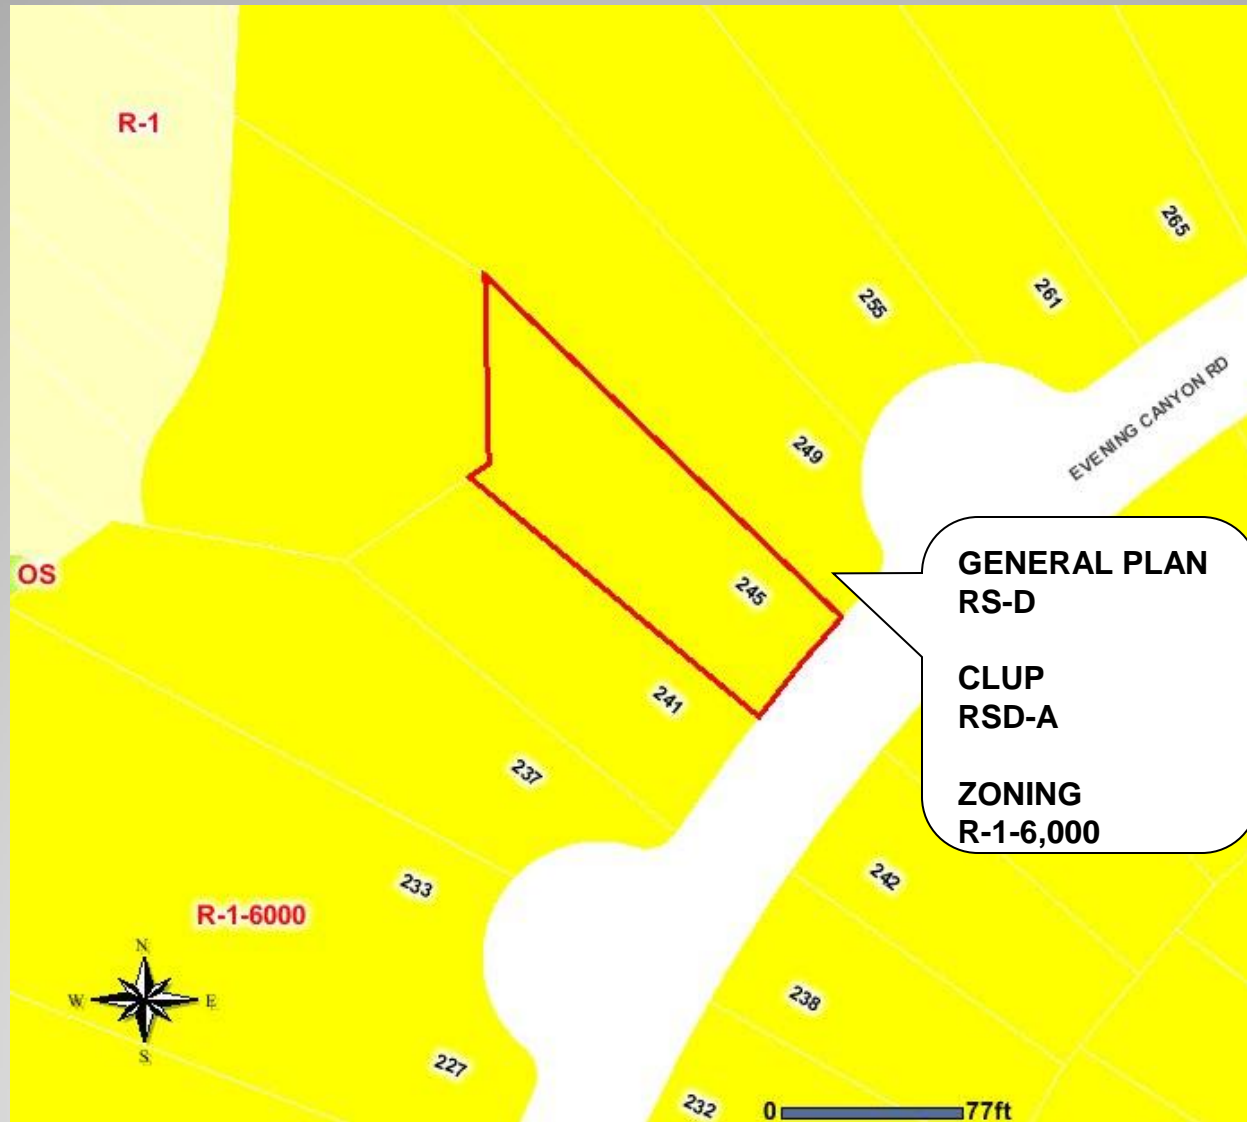 R-1
265
255
261
EVENING CANYON RD
249
GENERAL PLAN
RS-D
OS
245
CLUP
RSD-A
241
237
ZONING
R-1-6,000
233
242
R-1-6000
N
W
E
S
238
227
232
0
77ft